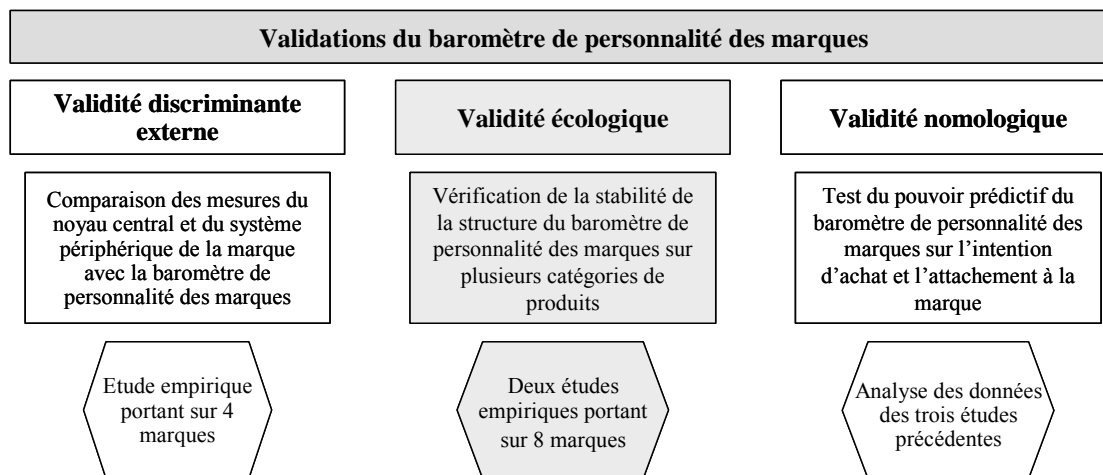 Validations du baromètre de personnalité des marques
Validité discriminante
externe
Comparaison des mesures du
noyau central et du système
périphérique de la marque
avec la baromètre de
personnalité des marques
Etude empirique
portant sur 4
marques
Validité écologique
Vérification de la stabilité de
la structure du baromètre de
personnalité des marques sur
plusieurs catégories de
produits
Deux études
empiriques portant
sur 8 marques
Validité nomologique
Test du pouvoir prédictif du
baromètre de personnalité des
marques sur l’intention
d’achat et l’attachement à la
marque
Analyse des données
des trois études
précédentes